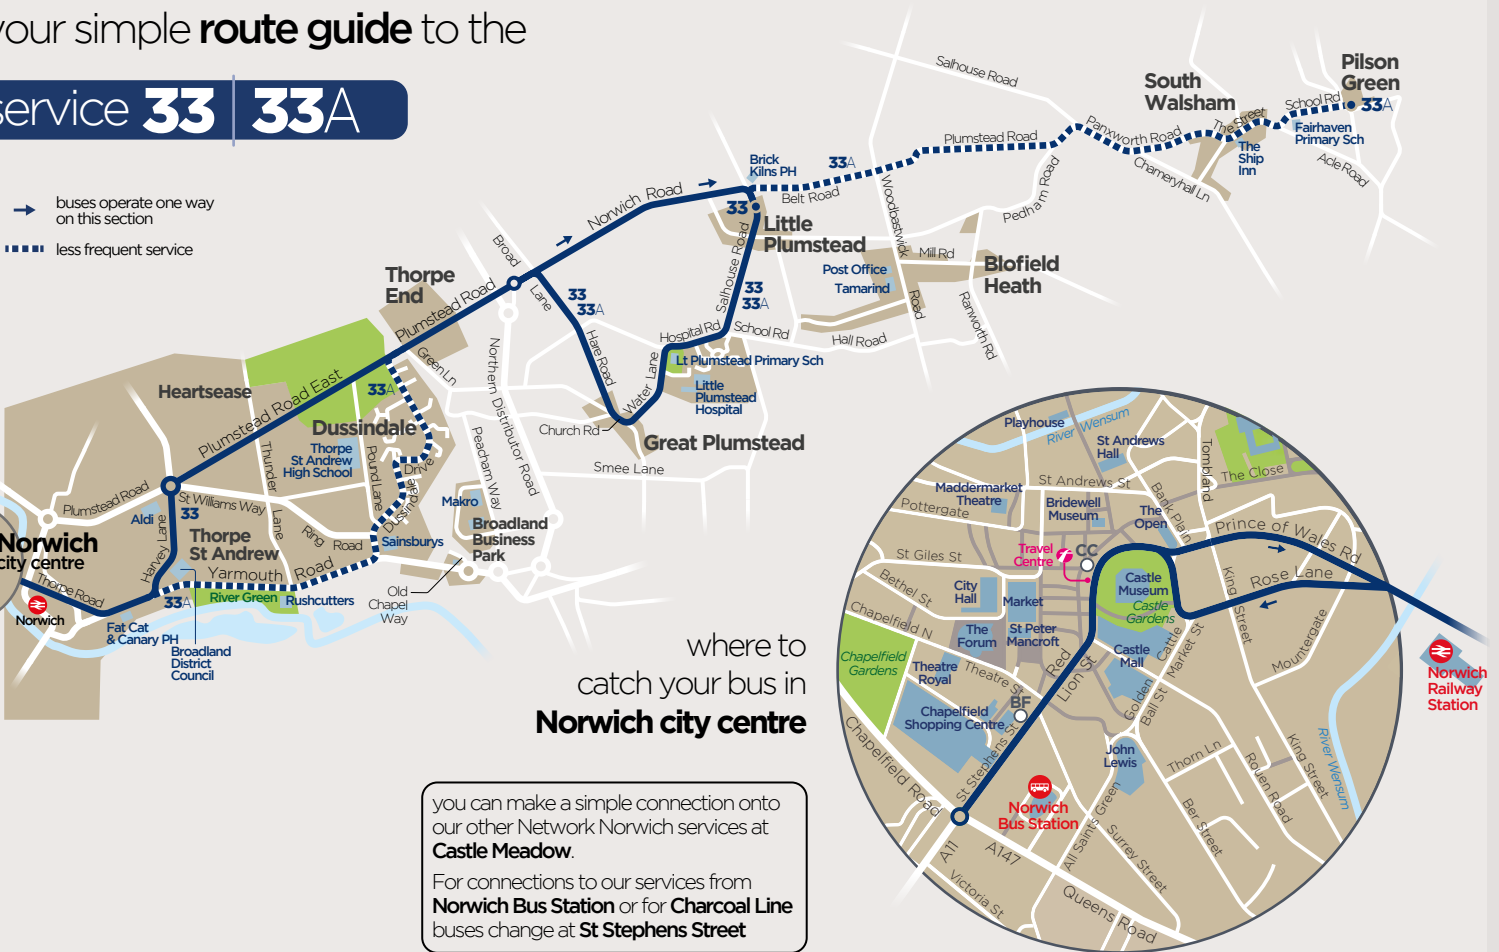 your simple route guide to the
service 33 33A
buses operate one way
on this section
less frequent service
Salhouse Road
South
Walsham
Pilson
Green
School Rd
33A
The Street
Fairhaven
Primary Sch
The
Ship
Inn
Acle Road
Panxworth Road
Chameryhall Ln
Plumstead Road
Pedham Road
Brick
Kilns PH
33A
Belt Road
Woodbastwick
Road
Norwich Road
33
Little
Plumstead
Mill Rd
Blofield
Heath
Post Office
Tamarind
Ranworth Rd
Salhouse Road
33
33A
Hospital Rd
School Rd
Hall Road
Broad
Lane
33
33A
Thorpe
End
Plumstead Road
Hare Road
Water Lane
Lt Plumstead Primary Sch
Little
Plumstead
Hospital
Church Rd
Great Plumstead
Smee Lane
Green Ln
Northern Distributor Road
Peadham Way
Heartsease
Plumstead Road East
33A
Dussindale
Thorpe
St Andrew
High School
Thunder
Lane
Pound Lane
Dussindale
Drive
Makro
Broadland
Business
Park
Plumstead Road
St Williams Way
Aldi
33
Harvey Lane
Thorpe
St Andrew
Ring
Road
Sainsburys
Norwich
city centre
Thorpe Road
Norwich
Yarmouth Road
33A
River Green
Rushcutters
Old
Chapel
Way
Fat Cat
& Canary PH
Broadland
District
Council
where to
catch your bus in
Norwich city centre
you can make a simple connection onto
our other Network Norwich services at
Castle Meadow.
For connections to our services from
Norwich Bus Station or for Charcoal Line
buses change at St Stephens Street
Playhouse
River Wensum
St Andrews
Hall
Tombland
The Close
Maddermarket
Theatre
St Andrews St
Pottergate
Bridewell
Museum
The
Open
Bank Plain
Prince of Wales Rd
Travel
Centre
CC
St Giles St
Rose Lane
Bethel St
City
Hall
Market
Castle
Museum
Castle
Gardens
King Street
Chapelfield N
The
Forum
St Peter
Mancroft
Castle
Mall
Cattle
Market St
Mountergate
Chapelfield
Gardens
Theatre
Royal
Theatre St
Red
Lion St
Golden
Ball St
BF
Chapelfield
Shopping Centre
St Stephens St
John
Lewis
Thorn Ln
Rouen Road
King Street
River Wensum
Norwich
Railway
Station
Chapelfield Road
Norwich
Bus Station
All Saints Green
Surrey Street
Ber Street
A11
A147
Victoria St
Queens Road